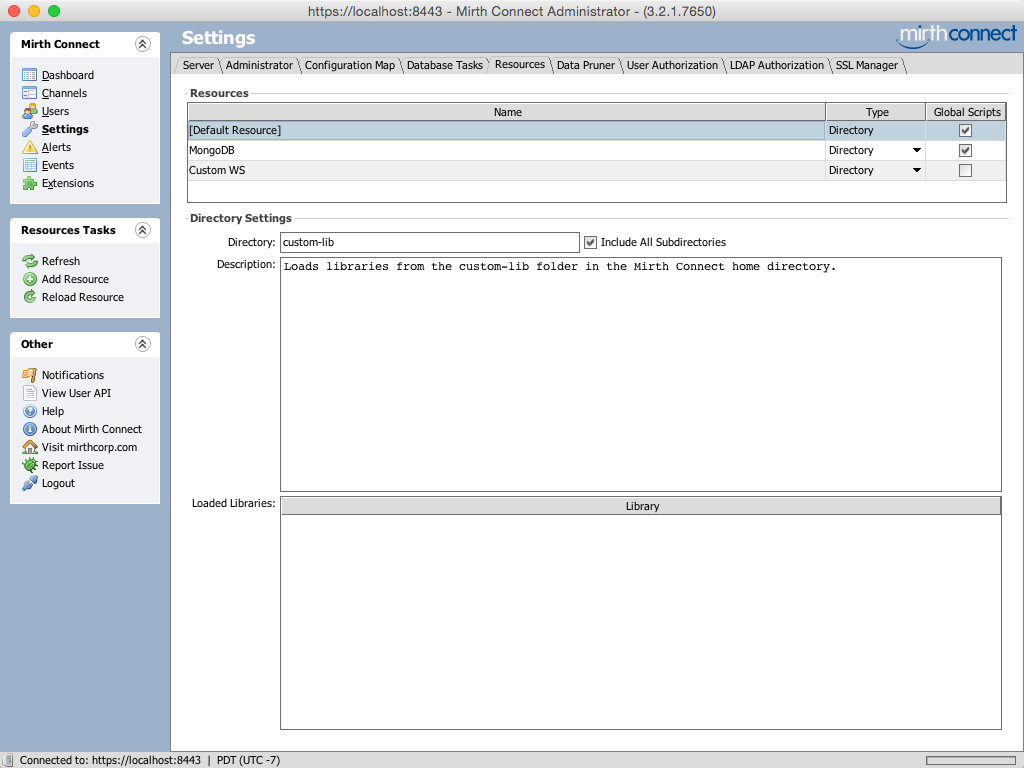 https://localhost:8443 - Mirth Connect Administrator - (3.2.1.7650)
Mirth Connect
Dashboard
Channels
Users
Settings
Alerts
Events
Extensions
Resources Tasks
Refresh
Add Resource
Reload Resource
Other
Notifications
View User API
Help
About Mirth Connect
Visit mirthcorp.com
Report Issue
Logout
Settings
mirthconnect
Server Administrator Configuration Map Database Tasks Resources Data Pruner User Authorization LDAP Authorization SSL Manager
Resources
Name Type Global Scripts
[Default Resource] Directory
MongoDB Directory
Custom WS Directory
Directory Settings
Directory: custom-lib Include All Subdirectories
Description: Loads libraries from the custom-lib folder in the Mirth Connect home directory.
Loaded Libraries: Library
Connected to: https://localhost:8443 | PDT (UTC -7)